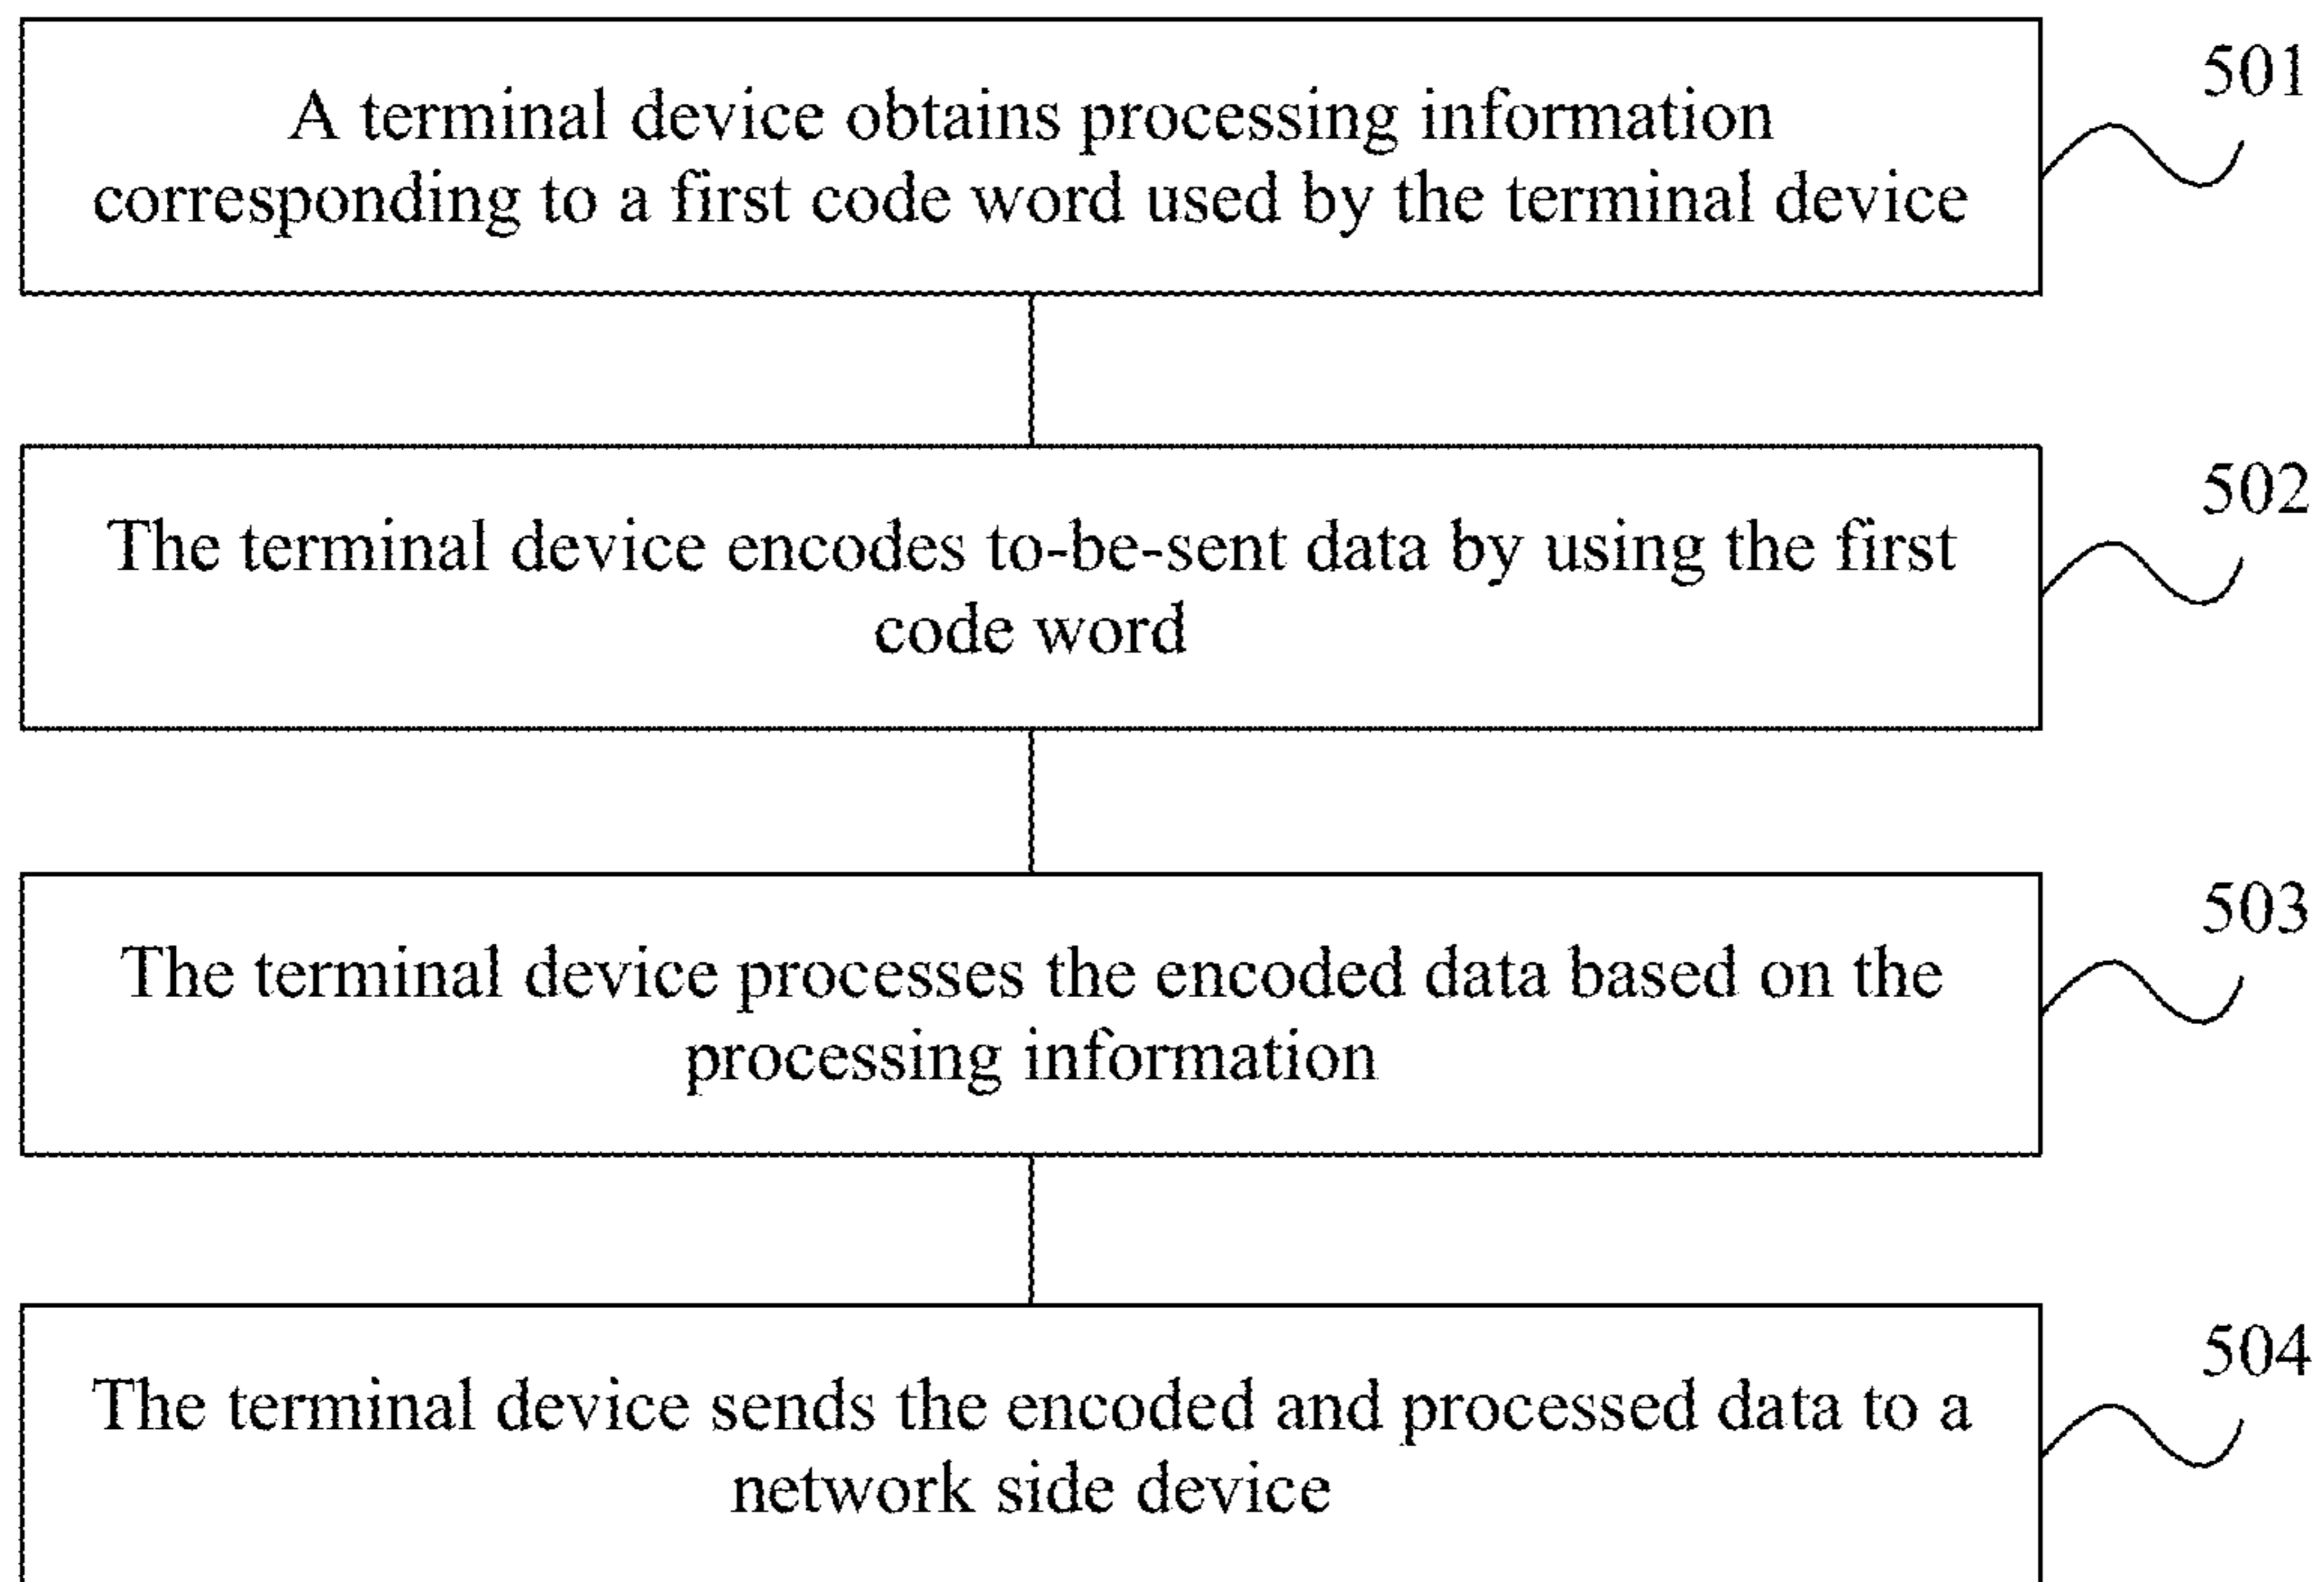 501
A terminal device obtains processing information
corresponding to a first code word used by the terminal device
502
The terminal device encodes to-be-sent data by using the first
code word
503
The terminal device processes the encoded data based on the
processing information
504
The terminal device sends the encoded and processed data to a
network side device